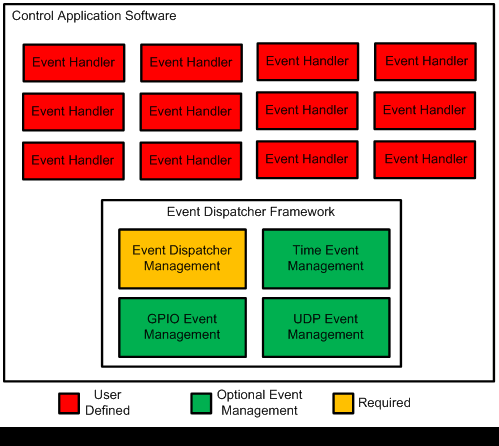 Control Application Software
Event Handler Event Handler Event Handler Event Handler
Event Handler Event Handler Event Handler Event Handler
Event Handler Event Handler Event Handler Event Handler
Event Dispatcher Framework
Event Dispatcher
Management
Time Event
Management
GPIO Event
Management
UDP Event
Management
User
Defined
Optional Event
Management
Required